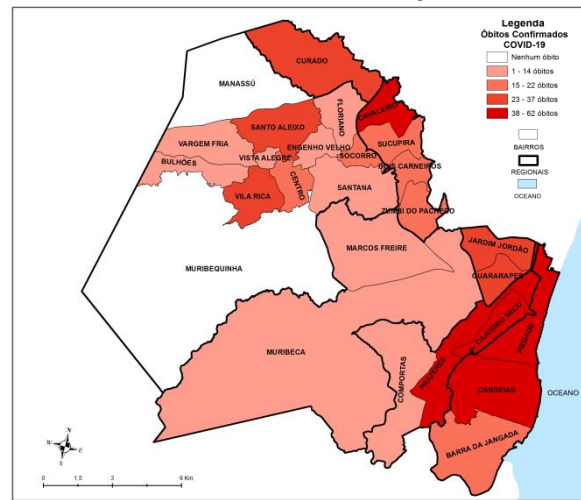 Legenda
Óbitos Confirmados
COVID-19
Nenhum óbito
1 - 14 óbitos
15 - 22 óbitos
23 - 37 óbitos
38 - 62 óbitos
BAIRROS
REGIONAIS
OCEANO
CURADO
MANASSÚ
FLORIANO
CAVALEIRO
SANTO ALEIXO
VARGEM FRIA
ENGENHO VELHO
SUCUPIRA
BULHÕES
VISTA ALEGRE
SOCORRO
DOIS CARNEIROS
VILA RICA
CENTRO
SANTANA
ZUMBI DO PACHECO
MARCOS FREIRE
JARDIM JORDÃO
GUARARAPES
MURIBEQUINHA
CAJUEIRO SECO
PIEDADE
MURIBECA
COMPORTAS
PRAZERES
CANDEIAS
OCEANO
BARRA DA JANGADA
N
W
E
S
0 1,5 3 6 Km